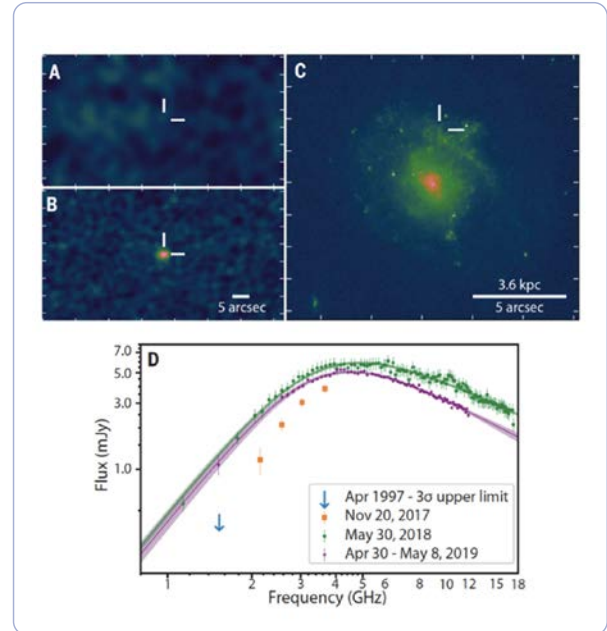 A
B
5 arcsec
C
3.6 kpc
5 arcsec
D
Flux (mJy)
7.0
5.0
3.0
1.0
Apr 1997 - 3σ upper limit
Nov 20, 2017
May 30, 2018
Apr 30 - May 8, 2019
1 2 3 4 5 6 8 10 12 18
Frequency (GHz)